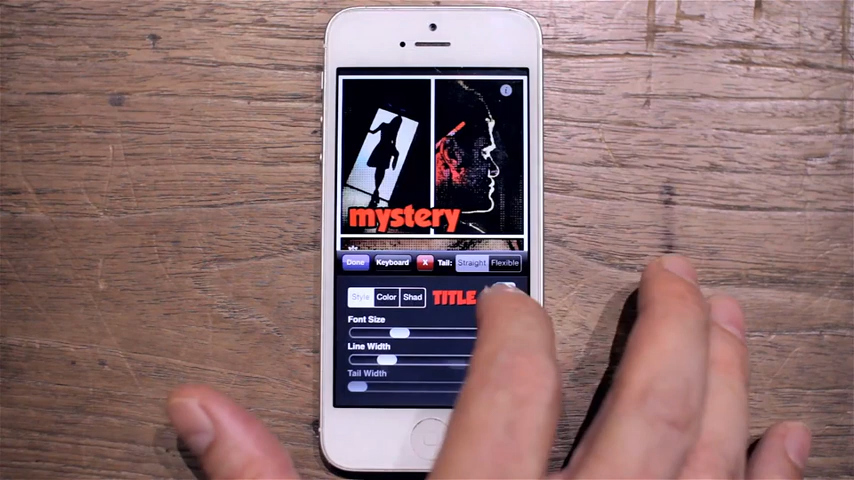 mystery
Done Keyboard X Tail: Straight Flexible
Style Color Shad TITLE
Font Size
Line Width
Tail Width